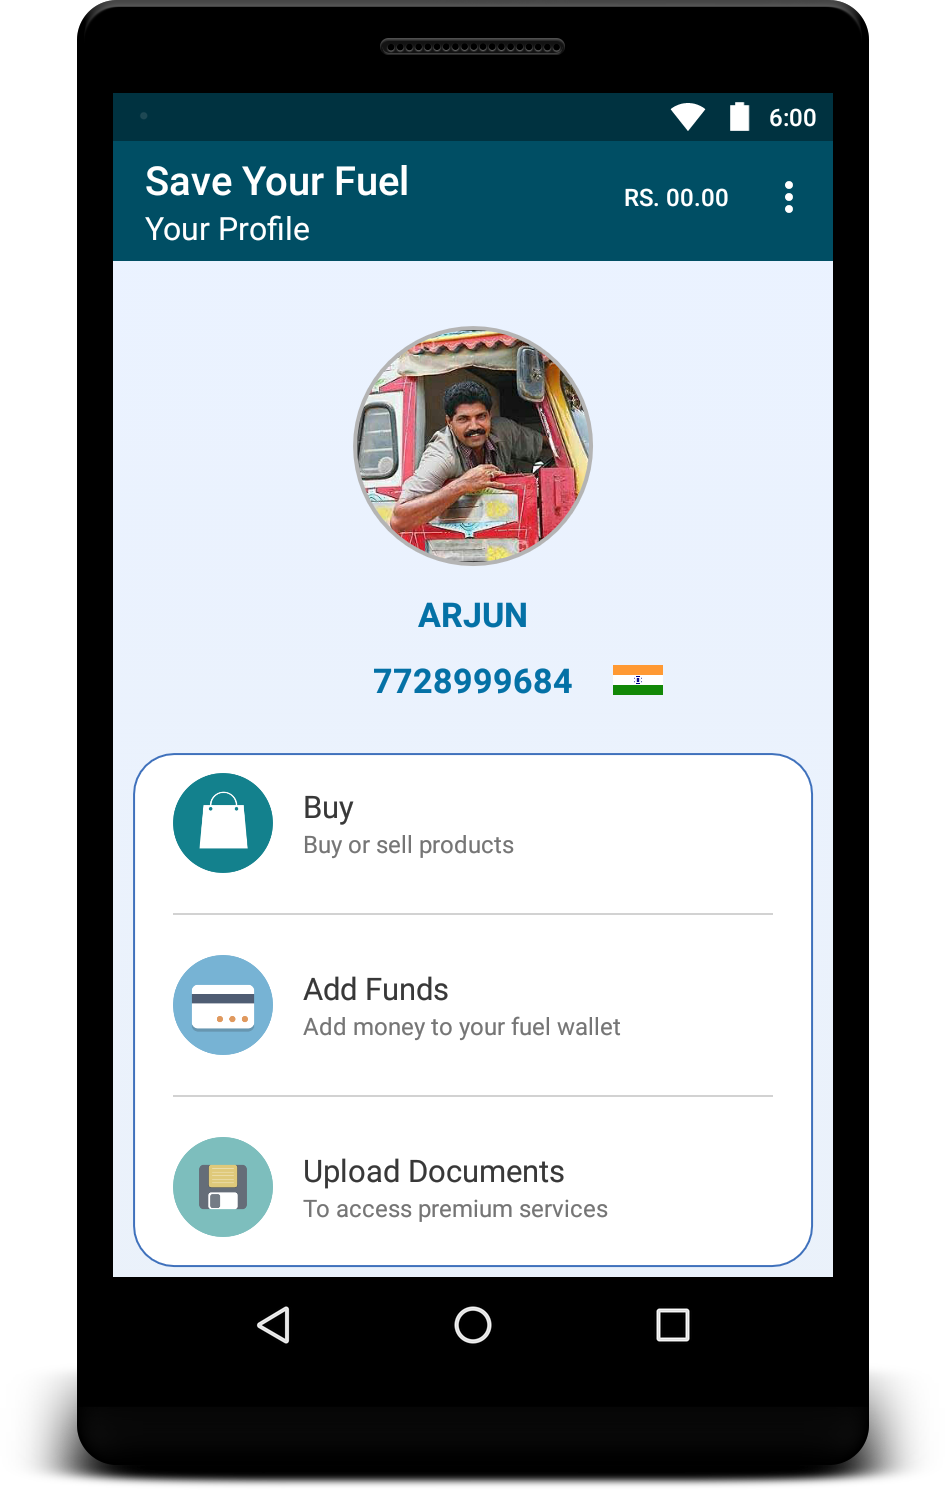 6:00
Save Your Fuel
Your Profile
RS. 00.00
ARJUN
7728999684
Buy
Buy or sell products
Add Funds
Add money to your fuel wallet
Upload Documents
To access premium services